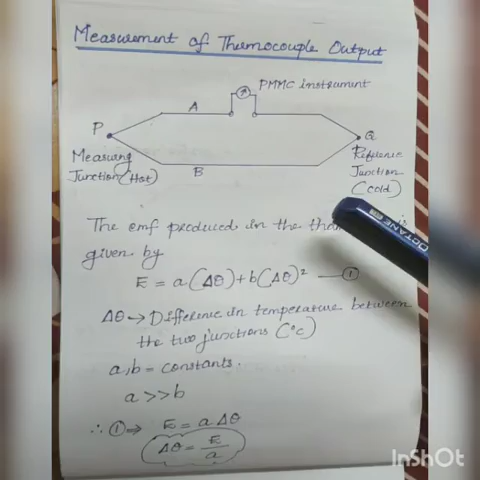 Measurement of Thermocouple Output
PMMC instrument
A
P
Q
Measuring
Junction (Hot)
B
Reference
Junction
(cold)
The emf produced in the
given by
E = a(Δθ)+b(Δθ)² —①
Δθ → Difference in temperature between
the two junctions (°c)
a,b = constants.
a >> b
∴ ①⇒ E = a Δθ
Δθ = E/a
OCTANE
InShOt